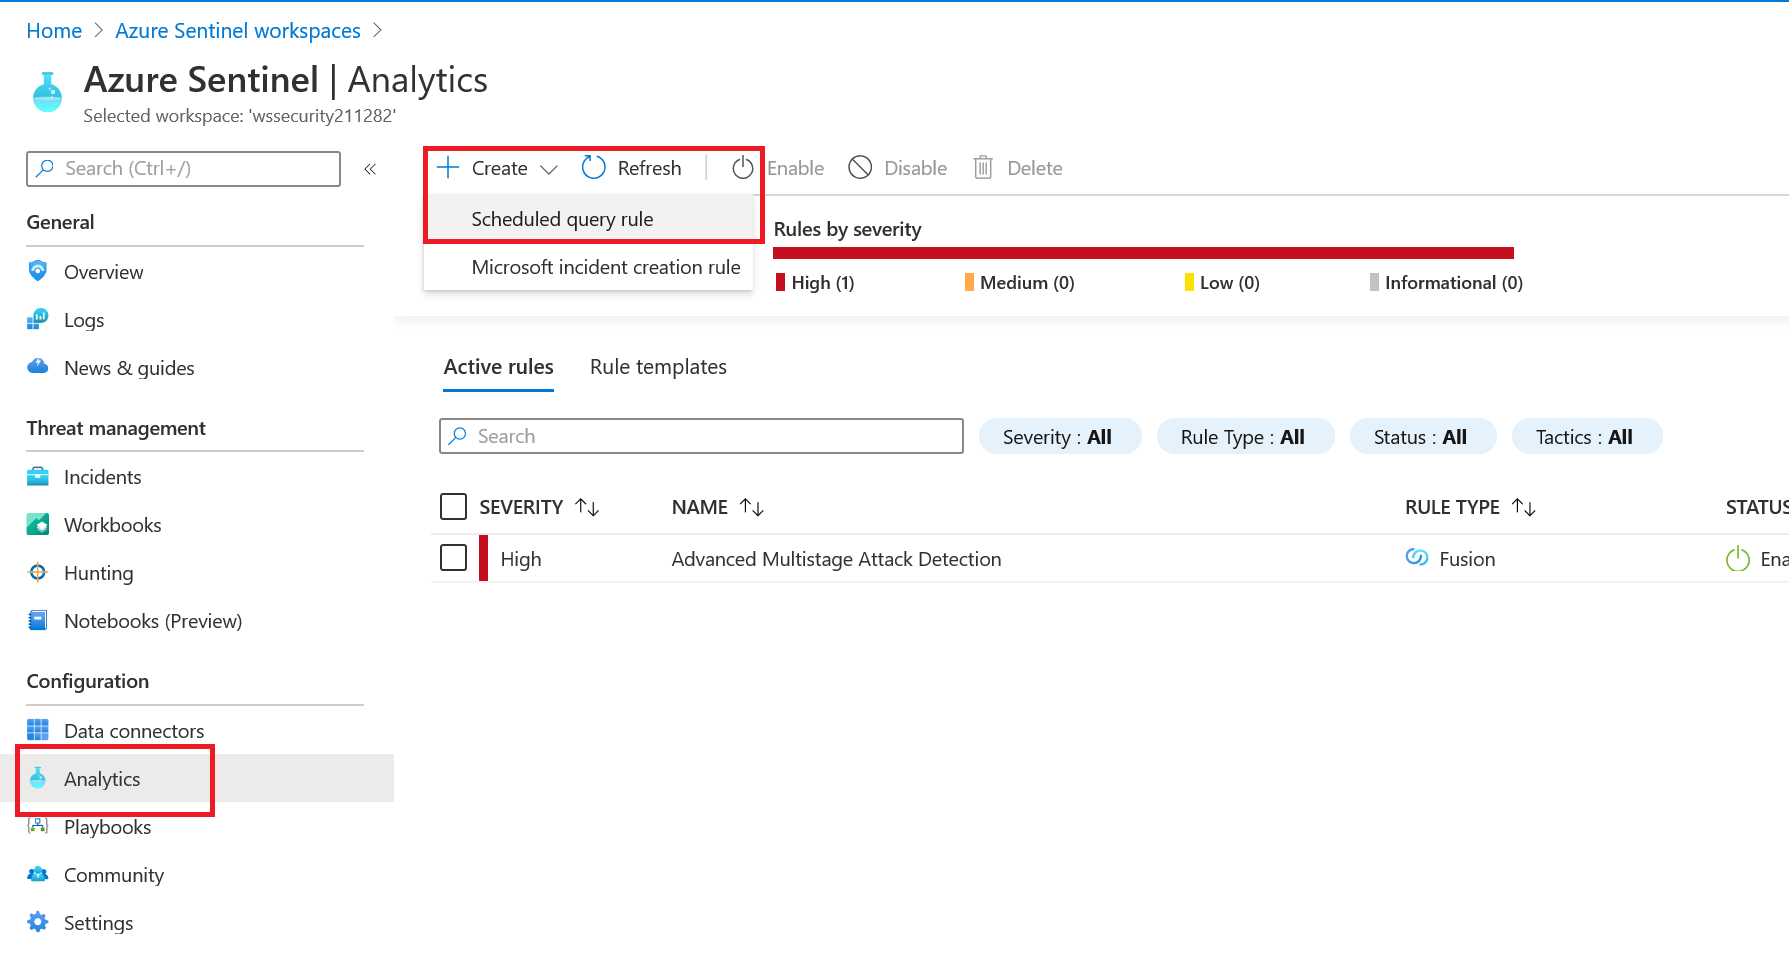 Home > Azure Sentinel workspaces >
Azure Sentinel | Analytics
Selected workspace: 'wssecurity211282'
Search (Ctrl+/)
«
General
Overview
Logs
News & guides
Threat management
Incidents
Workbooks
Hunting
Notebooks (Preview)
Configuration
Data connectors
Analytics
Playbooks
Community
Settings
Create Refresh Enable Disable Delete
Scheduled query rule
Microsoft incident creation rule
Rules by severity
High (1) Medium (0) Low (0) Informational (0)
Active rules Rule templates
Search Severity : All Rule Type : All Status : All Tactics : All
SEVERITY NAME RULE TYPE STATUS
High Advanced Multistage Attack Detection Fusion Ena